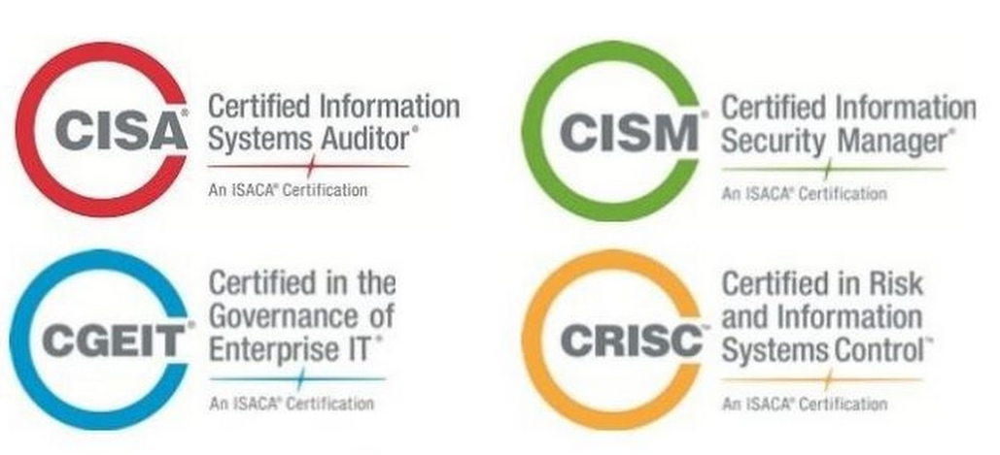 CISA®
Certified Information
Systems Auditor®
An ISACA® Certification
CISM®
Certified Information
Security Manager®
An ISACA® Certification
CGEIT®
Certified in the
Governance of
Enterprise IT®
An ISACA® Certification
CRISC™
Certified in Risk
and Information
Systems Control™
An ISACA® Certification